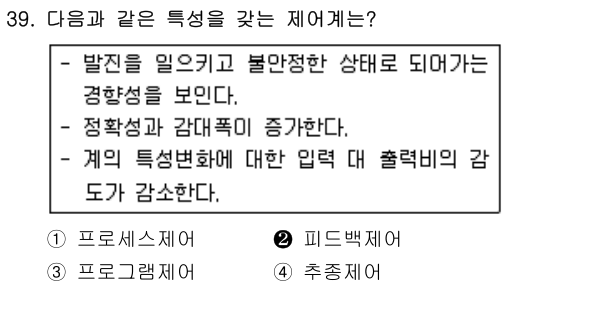 39. 다음과 같은 특성을 갖는 제어계는?
- 발진을 일으키고 불안정한 상태로 되어가는
경향성을 보인다.
- 정확성과 감대폭이 증가한다.
- 계의 특성변화에 대한 입력 대 출력비의 감
도가 감소한다.
① 프로세스제어 ❷ 피드백제어
③ 프로그램제어 ④ 추종제어